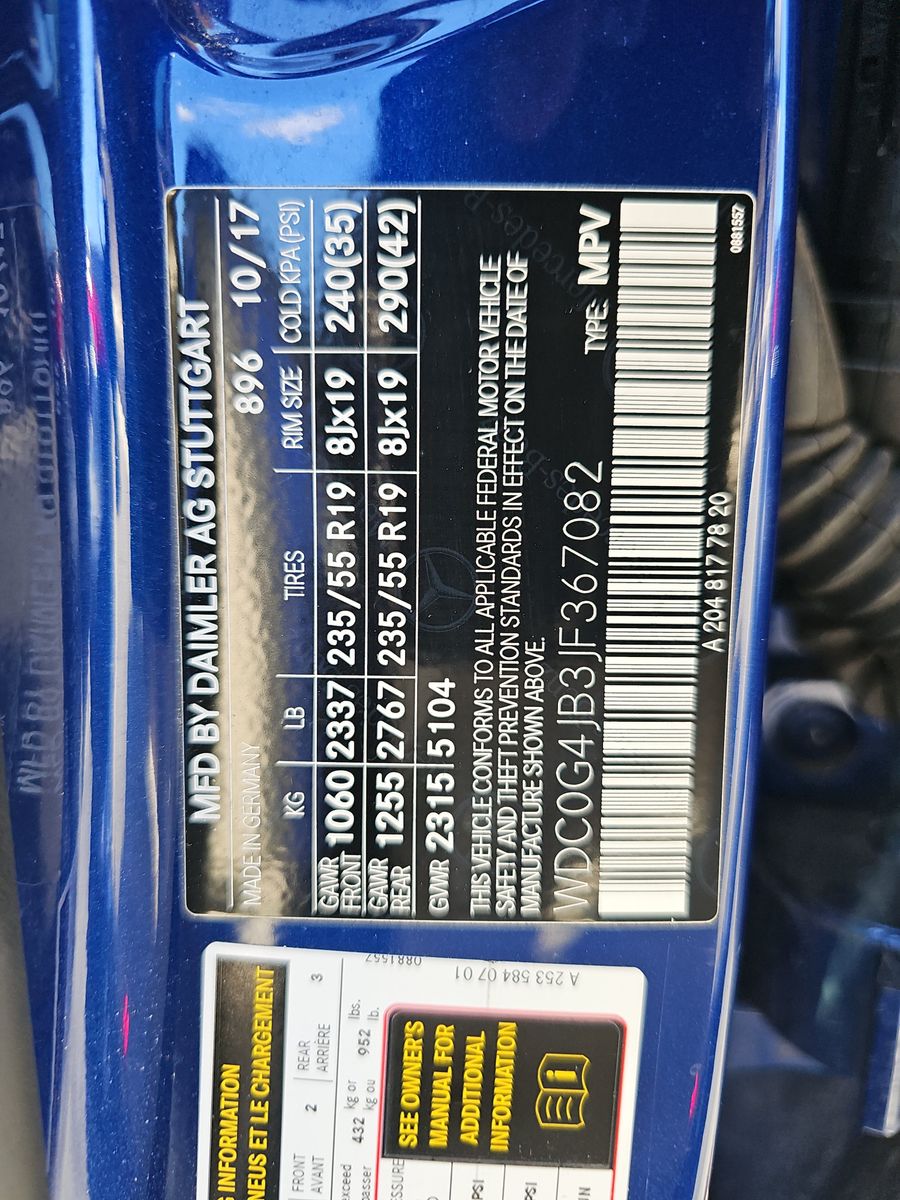 MFD BY DAIMLER AG STUTTGART
MADE IN GERMANY 896 10/17
KG LB TIRES RIM SIZE COLD KPA(PSI)
GAWR FRONT 1060 2337 235/55 R19 8Jx19 240(35)
GAWR REAR 1255 2767 235/55 R19 8Jx19 290(42)
GWR 2315 5104
THIS VEHICLE CONFORMS TO ALL APPLICABLE FEDERAL MOTOR VEHICLE
SAFETY AND THEFT PREVENTION STANDARDS IN EFFECT ON THE DATE OF
MANUFACTURE SHOWN ABOVE.
WDC0G4JB3JF367082 TYPE: MPV
A 204 817 78 20
0881557
INFORMATION
NEUS ET LE CHARGEMENT
FRONT 2 REAR 3
AVANT ARRIÈRE
432 kg or 952 lbs.
kg ou lb.
SEE OWNER'S
MANUAL FOR
ADDITIONAL
INFORMATION
PSI
PSI
0881557
A 253 584 07 01